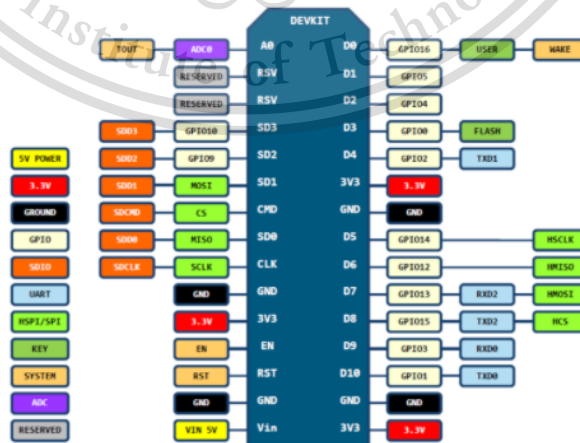 Institute of Technol
DEVKIT
TOUT ADC0 A0 D0 GPIO16 USER WAKE
RESERVED RSV D1 GPIO5
RESERVED RSV D2 GPIO4
SDD3 GPIO10 SD3 D3 GPIO0 FLASH
5V POWER SDD2 GPIO9 SD2 D4 GPIO2 TXD1
3.3V SDD1 MOSI SD1 3V3 3.3V
GROUND SDCMD CS CMD GND GND
GPIO SDD0 MISO SD0 D5 GPIO14 HSCLK
SDIO SDCLK SCLK CLK D6 GPIO12 HMISO
UART GND GND D7 GPIO13 RXD2 HMOSI
HSPI/SPI 3.3V 3V3 D8 GPIO15 TXD2 HCS
KEY EN EN D9 GPIO3 RXD0
SYSTEM RST RST D10 GPIO1 TXD0
ADC GND GND GND GND
RESERVED VIN 5V Vin 3V3 3.3V